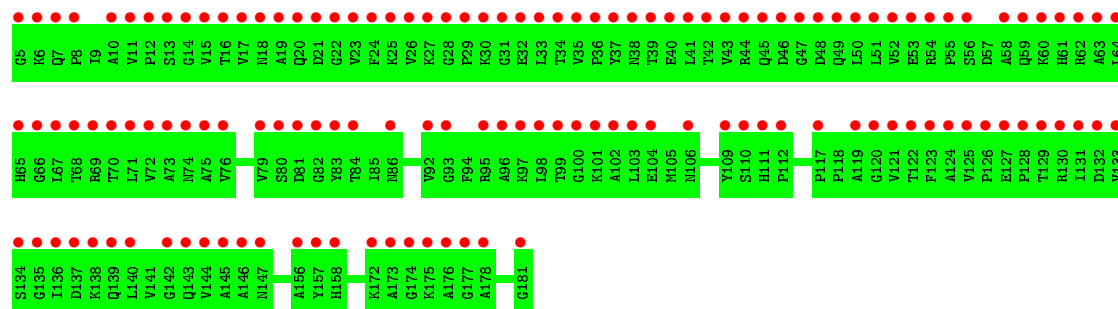 G5 K6 Q7 P8 I9 A10 V11 P12 S13 G14 V15 T16 V17 N18 A19 Q20 D21 G22 V23 F24 K25 V26 K27 G28 P29 K30 G31 E32 L33 T34 V35 P36 Y37 N38 T39 E40 L41 T42 V43 R44 Q45 D46 G47 D48 Q49 L50 L51 V52 E53 R54 P55 S56 D57 A58 Q59 K60 H61 R62 A63 L64
H65 G66 L67 T68 R69 T70 L71 V72 A73 N74 A75 V76 V79 S80 D81 G82 Y83 T84 I85 N86 V92 G93 F94 R95 A96 K97 L98 T99 G100 K101 A102 L103 E104 M105 N106 Y109 S110 H111 P112 P117 P118 A119 G120 V121 T122 F123 A124 V125 P126 E127 P128 T129 R130 I131 D132 V133
S134 G135 I136 D137 K138 Q139 L140 V141 G142 Q143 V144 A145 A146 N147 A156 Y157 H158 K172 A173 G174 K175 A176 G177 A178 G181